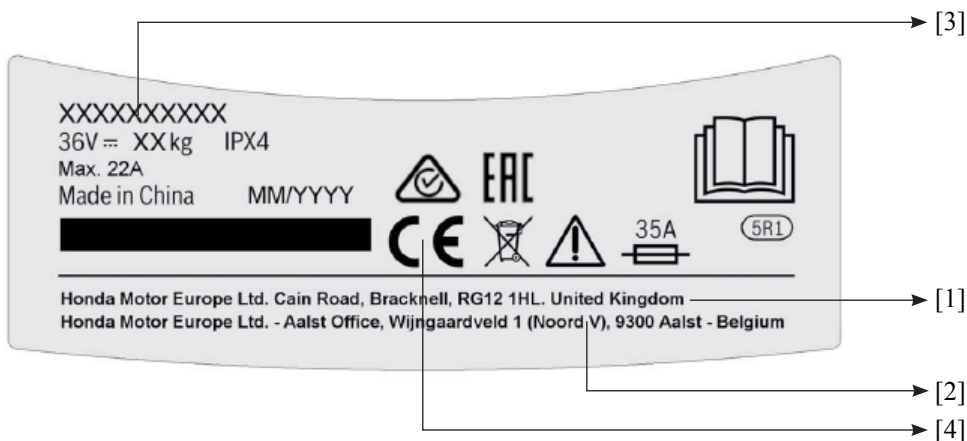 [3]
XXXXXXXXXX
36V⎓ XXkg IPX4
Max. 22A
Made in China MM/YYYY
EAC
CE
35A
5R1
Honda Motor Europe Ltd. Cain Road, Bracknell, RG12 1HL. United Kingdom
[1]
Honda Motor Europe Ltd. - Aalst Office, Wijngaardveld 1 (Noord V), 9300 Aalst - Belgium
[2]
[4]